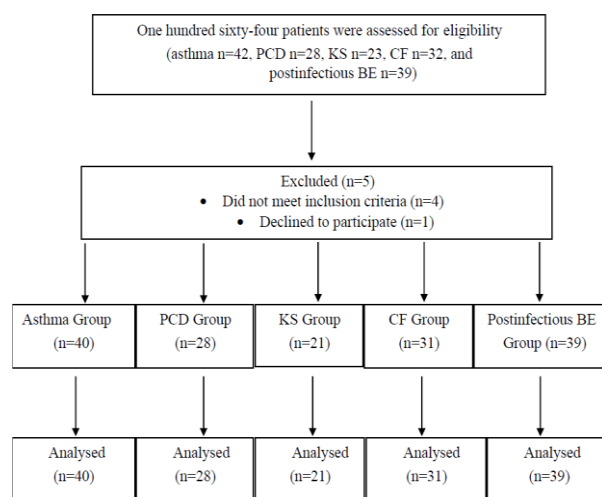 One hundred sixty-four patients were assessed for eligibility
(asthma n=42, PCD n=28, KS n=23, CF n=32, and
postinfectious BE n=39)
Excluded (n=5)
• Did not meet inclusion criteria (n=4)
• Declined to participate (n=1)
Asthma Group
(n=40)
PCD Group
(n=28)
KS Group
(n=21)
CF Group
(n=31)
Postinfectious BE
Group (n=39)
Analysed
(n=40)
Analysed
(n=28)
Analysed
(n=21)
Analysed
(n=31)
Analysed
(n=39)